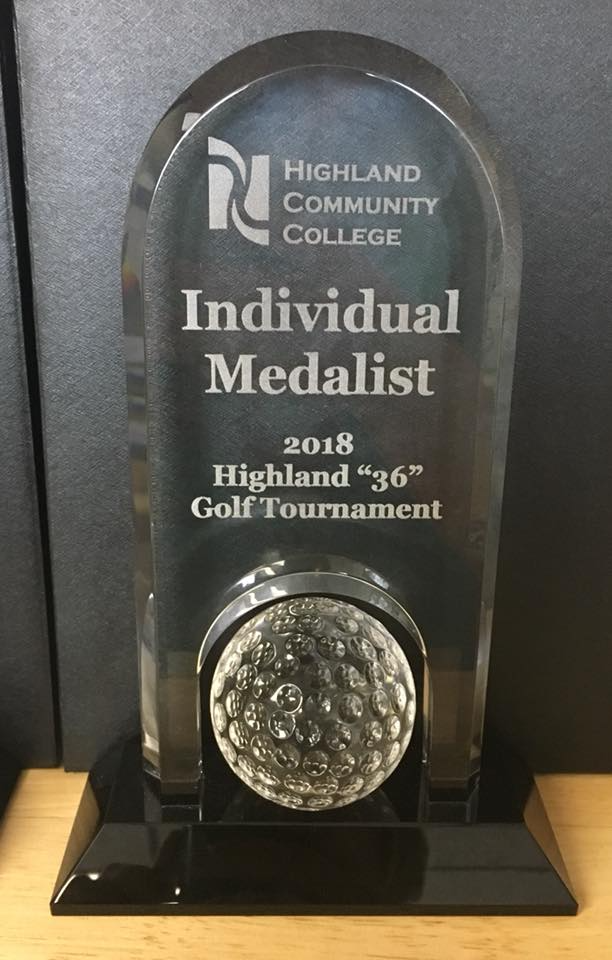 Highland
Community
College
Individual
Medalist
2018
Highland “36”
Golf Tournament